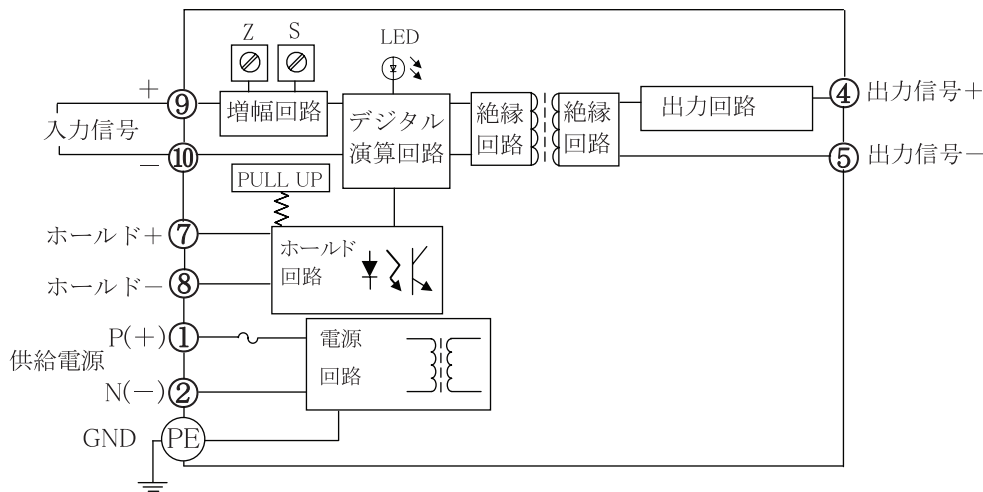 Z
S
LED
+
⑨
増幅回路
デジタル
演算回路
絶縁
回路
絶縁
回路
出力回路
④
出力信号+
入力信号
−
⑩
⑤
出力信号−
PULL UP
ホールド+
⑦
ホールド
回路
ホールド−
⑧
P(+)
①
電源
回路
供給電源
N(−)
②
GND
PE